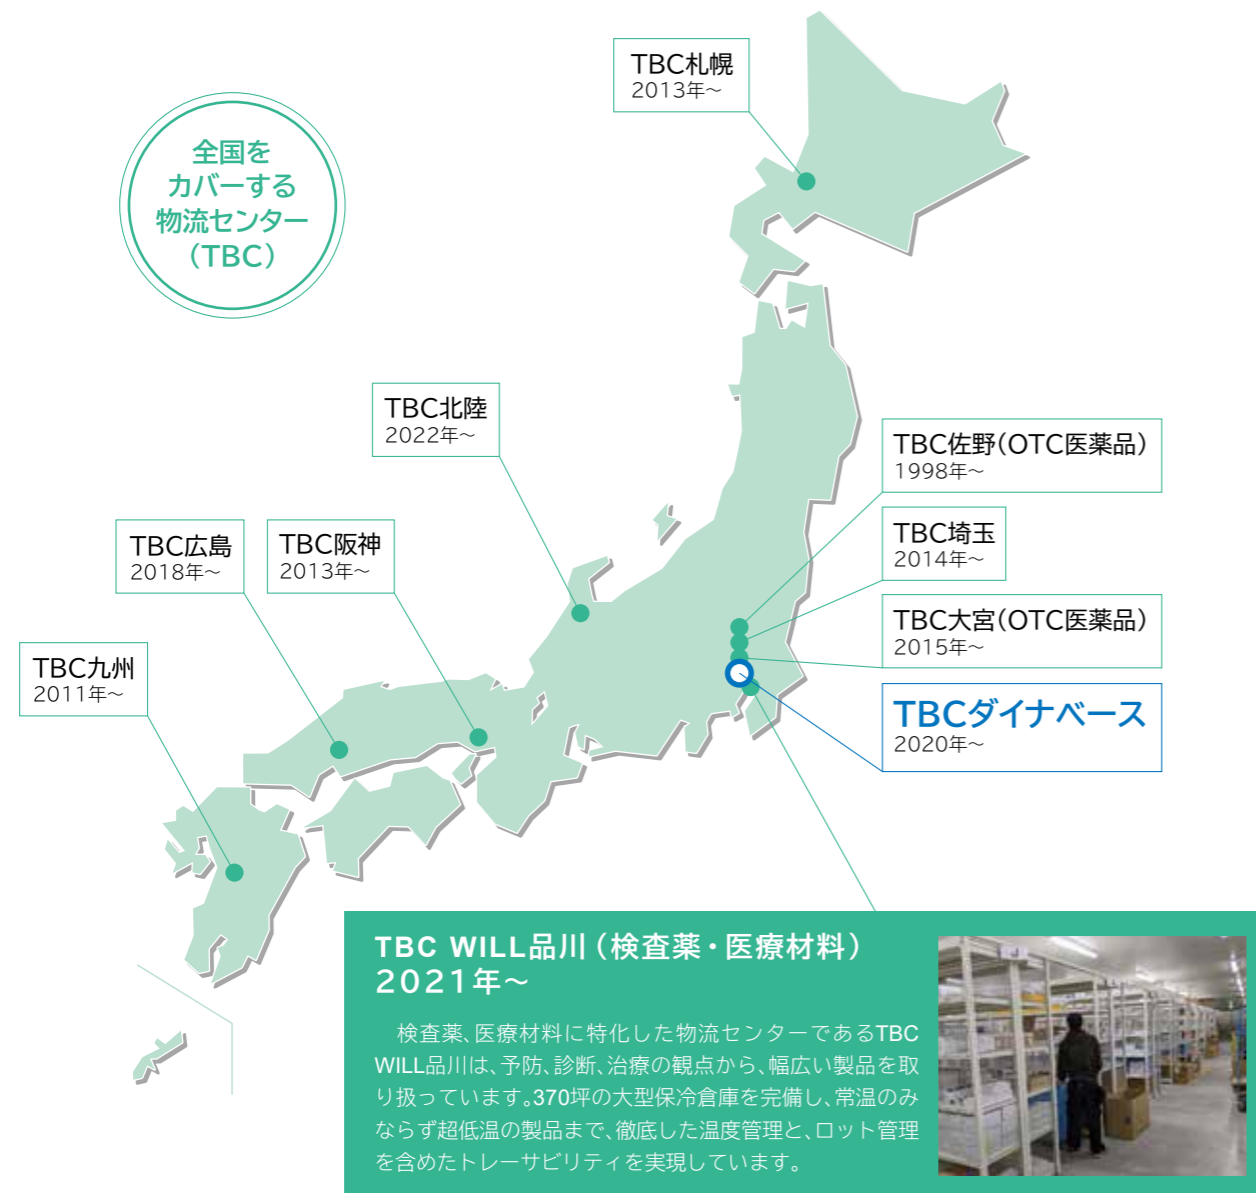 全国を
カバーする
物流センター
（TBC）
TBC札幌
2013年～
TBC北陸
2022年～
TBC広島
2018年～
TBC阪神
2013年～
TBC九州
2011年～
TBC佐野（OTC医薬品）
1998年～
TBC埼玉
2014年～
TBC大宮（OTC医薬品）
2015年～
TBCダイナベース
2020年～
TBC WILL品川（検査薬・医療材料）
2021年～
検査薬、医療材料に特化した物流センターであるTBC
WILL品川は、予防、診断、治療の観点から、幅広い製品を取
り扱っています。370坪の大型保冷倉庫を完備し、常温のみ
ならず超低温の製品まで、徹底した温度管理と、ロット管理
を含めたトレーサビリティを実現しています。